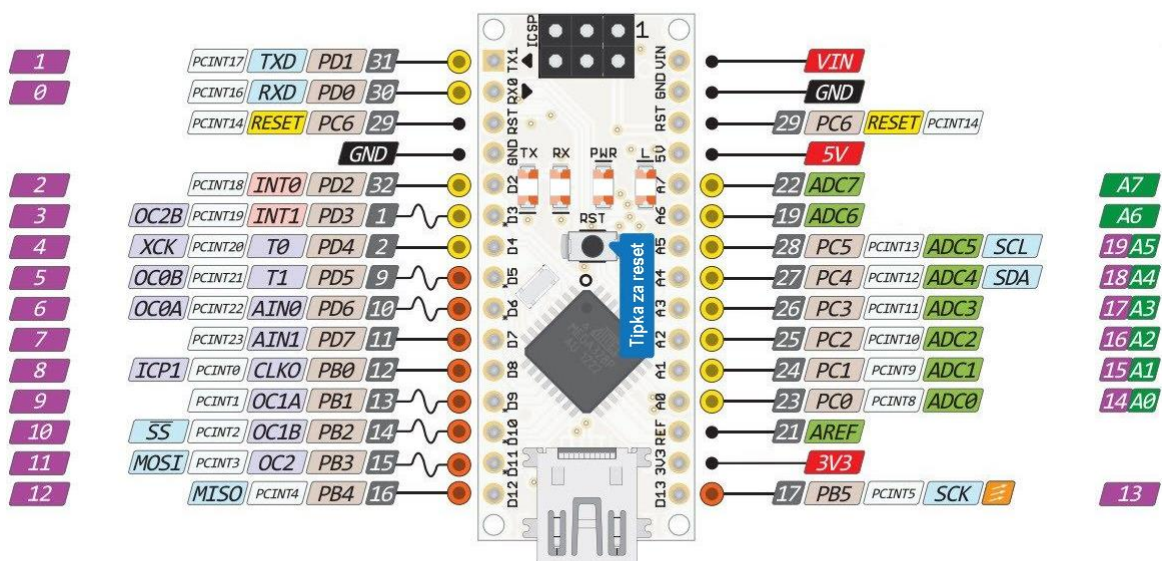 ICSP 1
1 PCINT17 TXD PD1 31 TX1 VIN VIN
0 PCINT16 RXD PD0 30 RX0 GND GND
PCINT14 RESET PC6 29 RST RST 29 PC6 RESET PCINT14
GND GND 5V 5V
TX RX PWR L
2 PCINT18 INT0 PD2 32 D2 A7 22 ADC7 A7
3 OC2B PCINT19 INT1 PD3 1 D3 A6 19 ADC6 A6
RST
4 XCK PCINT20 T0 PD4 2 D4 A5 28 PC5 PCINT13 ADC5 SCL 19 A5
Tipka za reset
5 OC0B PCINT21 T1 PD5 9 D5 A4 27 PC4 PCINT12 ADC4 SDA 18 A4
6 OC0A PCINT22 AIN0 PD6 10 D6 A3 26 PC3 PCINT11 ADC3 17 A3
7 PCINT23 AIN1 PD7 11 D7 A2 25 PC2 PCINT10 ADC2 16 A2
8 ICP1 PCINT0 CLKO PB0 12 D8 A1 24 PC1 PCINT9 ADC1 15 A1
9 PCINT1 OC1A PB1 13 D9 A0 23 PC0 PCINT8 ADC0 14 A0
10 SS PCINT2 OC1B PB2 14 D10 REF 21 AREF
11 MOSI PCINT3 OC2 PB3 15 D11 3V3 3V3
12 MISO PCINT4 PB4 16 D12 D13 17 PB5 PCINT5 SCK 13